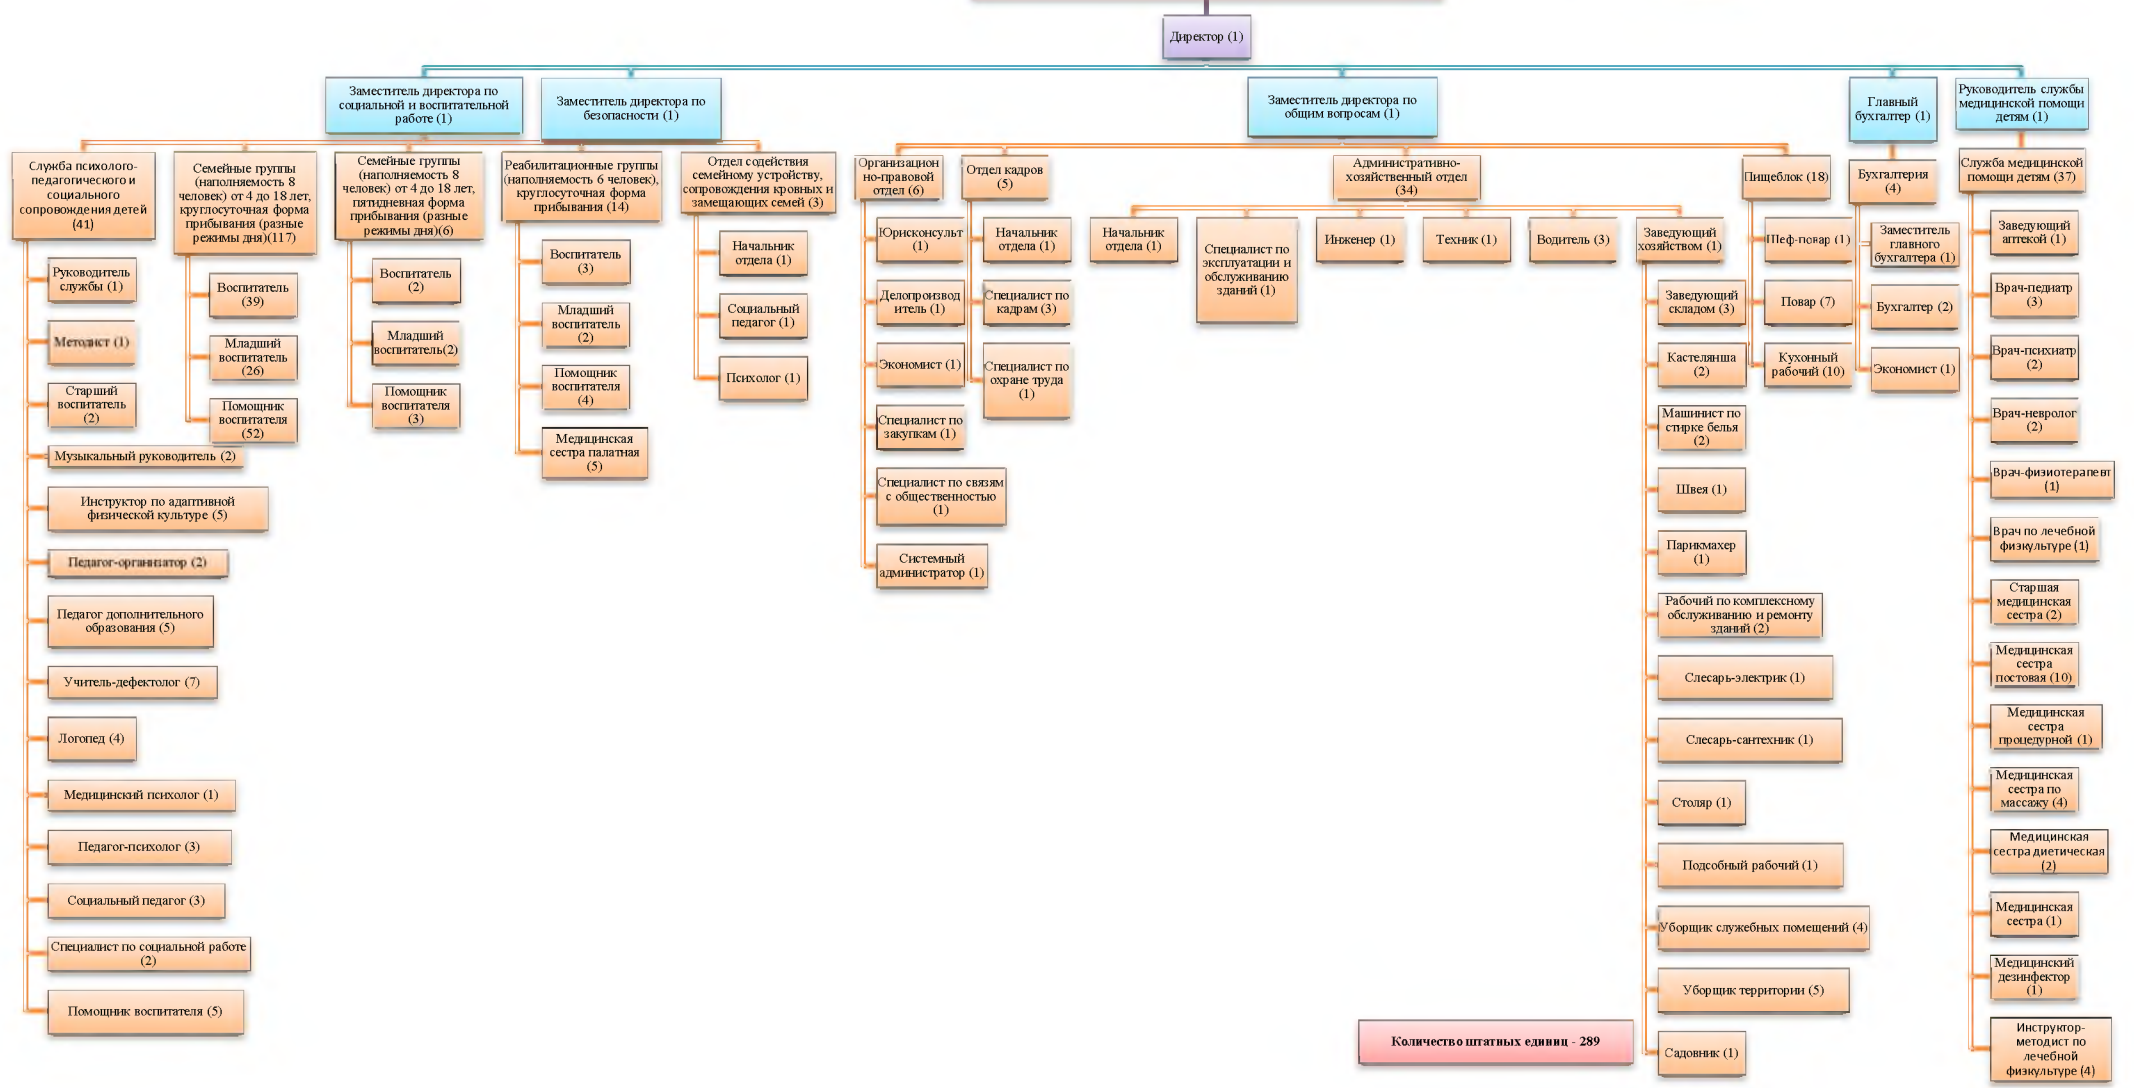 Директор (1)
Заместитель директора по
социальной и воспитательной
работе (1)
Заместитель директора по
безопасности (1)
Заместитель директора по
общим вопросам (1)
Главный
бухгалтер (1)
Руководитель службы
медицинской помощи
детям (1)
Служба психолого-
педагогического и
социального
сопровождения детей
(41)
Руководитель
службы (1)
Методист (1)
Старший
воспитатель
(2)
Музыкальный руководитель (2)
Инструктор по адаптивной
физической культуре (5)
Педагог-организатор (2)
Педагог дополнительного
образования (5)
Учитель-дефектолог (7)
Логопед (4)
Медицинский психолог (1)
Педагог-психолог (3)
Социальный педагог (3)
Специалист по социальной работе
(2)
Помощник воспитателя (5)
Семейные группы
(наполняемость 8
человек) от 4 до 18 лет,
круглосуточная форма
прибывания (разные
режимы дня)(117)
Воспитатель
(39)
Младший
воспитатель
(26)
Помощник
воспитателя
(52)
Семейные группы
(наполняемость 8
человек) от 4 до 18 лет,
пятидневная форма
прибывания (разные
режимы дня)(6)
Воспитатель
(2)
Младший
воспитатель(2)
Помощник
воспитателя
(3)
Реабилитационные группы
(наполняемость 6 человек),
круглосуточная форма
прибывания (14)
Воспитатель
(3)
Младший
воспитатель
(2)
Помощник
воспитателя
(4)
Медицинская
сестра палатная
(5)
Отдел содействия
семейному устройству,
сопровождения кровных и
замещающих семей (3)
Начальник
отдела (1)
Социальный
педагог (1)
Психолог (1)
Организацион
но-правовой
отдел (6)
Юрисконсульт
(1)
Делопроизвод
итель (1)
Экономист (1)
Специалист по
закупкам (1)
Специалист по связям
с общественностью
(1)
Системный
администратор (1)
Отдел кадров
(5)
Начальник
отдела (1)
Специалист по
кадрам (3)
Специалист по
охране труда
(1)
Административно-
хозяйственный отдел
(34)
Начальник
отдела (1)
Специалист по
эксплуатации и
обслуживанию
зданий (1)
Инженер (1)
Техник (1)
Водитель (3)
Заведующий
хозяйством (1)
Заведующий
складом (3)
Кастелянша
(2)
Машинист по
стирке белья
(2)
Швея (1)
Парикмахер
(1)
Рабочий по комплексному
обслуживанию и ремонту
зданий (2)
Слесарь-электрик (1)
Слесарь-сантехник (1)
Столяр (1)
Подсобный рабочий (1)
Уборщик служебных помещений (4)
Уборщик территории (5)
Садовник (1)
Пищеблок (18)
Шеф-повар (1)
Повар (7)
Кухонный
рабочий (10)
Бухгалтерия
(4)
Заместитель
главного
бухгалтера (1)
Бухгалтер (2)
Экономист (1)
Служба медицинской
помощи детям (37)
Заведующий
аптекой (1)
Врач-педиатр
(3)
Врач-психиатр
(2)
Врач-невролог
(2)
Врач-физиотерапевт
(1)
Врач по лечебной
физкультуре (1)
Старшая
медицинская
сестра (2)
Медицинская
сестра
постовая (10)
Медицинская
сестра
процедурной (1)
Медицинская
сестра по
массажу (4)
Медицинская
сестра диетическая
(2)
Медицинская
сестра (1)
Медицинский
дезинфектор
(1)
Инструктор-
методист по
лечебной
физкультуре (4)
Количество штатных единиц - 289